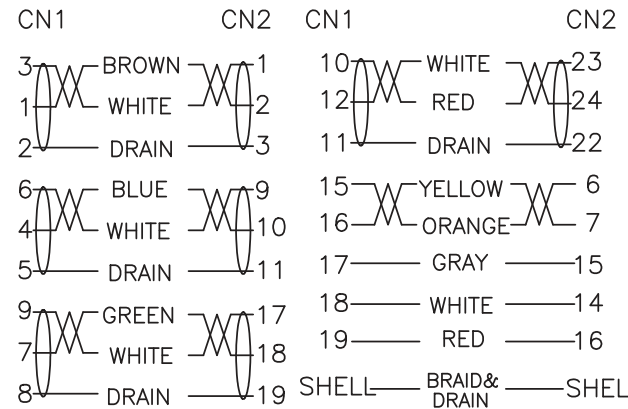 CN1 CN2
3 BROWN 1
1 WHITE 2
2 DRAIN 3
6 BLUE 9
4 WHITE 10
5 DRAIN 11
9 GREEN 17
7 WHITE 18
8 DRAIN 19
CN1 CN2
10 WHITE 23
12 RED 24
11 DRAIN 22
15 YELLOW 6
16 ORANGE 7
17 GRAY 15
18 WHITE 14
19 RED 16
SHELL BRAID& SHEL
DRAIN